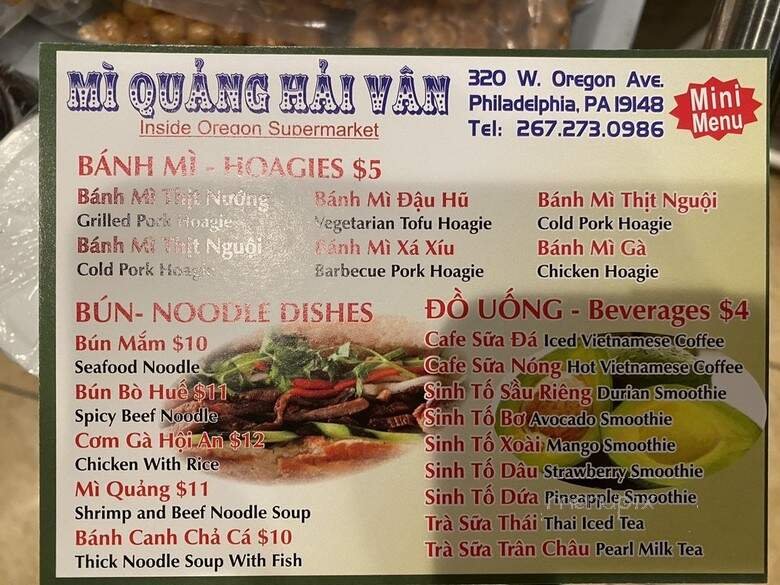 MÌ QUẢNG HẢI VÂN
Inside Oregon Supermarket
320 W. Oregon Ave.
Philadelphia, PA 19148
Tel: 267.273.0986
Mini
Menu
BÁNH MÌ - HOAGIES $5
Bánh Mì Thịt Nướng
Grilled Pork Hoagie
Bánh Mì Thịt Nguội
Cold Pork Hoagie
Bánh Mì Đậu Hũ
Vegetarian Tofu Hoagie
Bánh Mì Xá Xíu
Barbecue Pork Hoagie
Bánh Mì Thịt Nguội
Cold Pork Hoagie
Bánh Mì Gà
Chicken Hoagie
BÚN- NOODLE DISHES
Bún Mắm $10
Seafood Noodle
Bún Bò Huế $11
Spicy Beef Noodle
Cơm Gà Hội An $12
Chicken With Rice
Mì Quảng $11
Shrimp and Beef Noodle Soup
Bánh Canh Chả Cá $10
Thick Noodle Soup With Fish
ĐỒ UỐNG - Beverages $4
Cafe Sữa Đá Iced Vietnamese Coffee
Cafe Sữa Nóng Hot Vietnamese Coffee
Sinh Tố Sầu Riêng Durian Smoothie
Sinh Tố Bơ Avocado Smoothie
Sinh Tố Xoài Mango Smoothie
Sinh Tố Dâu Strawberry Smoothie
Sinh Tố Dứa Pineapple Smoothie
Trà Sữa Thái Thai Iced Tea
Trà Sữa Trân Châu Pearl Milk Tea
menupix